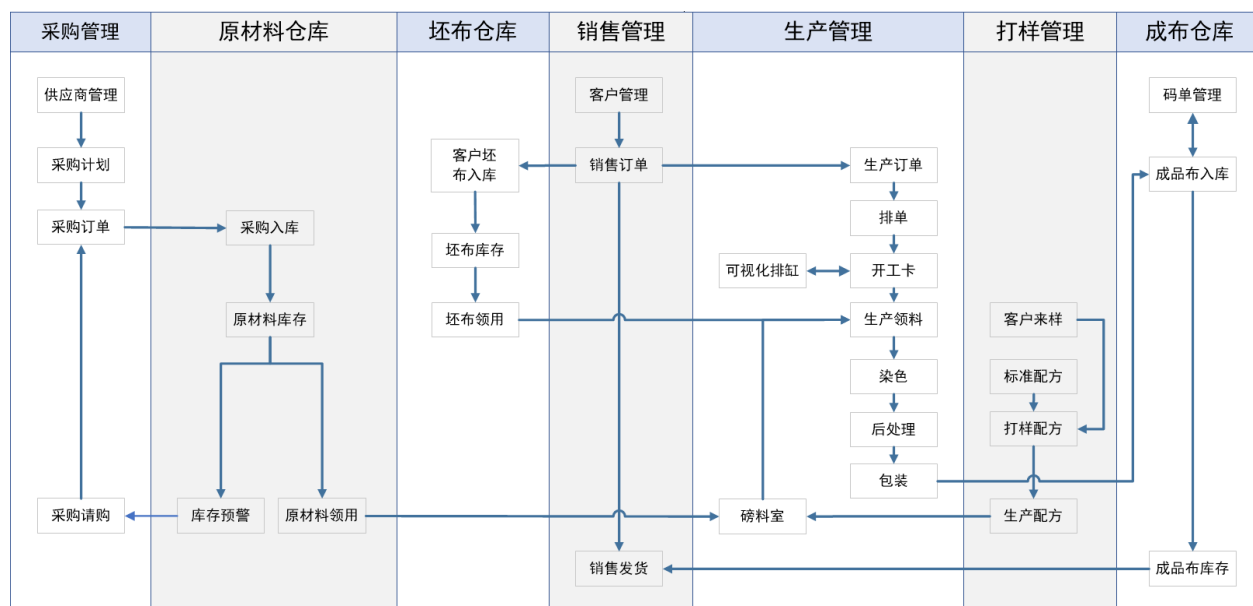 采购管理
原材料仓库
坯布仓库
销售管理
生产管理
打样管理
成布仓库
供应商管理
客户管理
码单管理
采购计划
客户坯
布入库
销售订单
生产订单
成品布入库
采购订单
采购入库
排单
坯布库存
可视化排缸
开工卡
原材料库存
坯布领用
生产领料
客户来样
染色
标准配方
后处理
打样配方
包装
采购请购
库存预警
原材料领用
磅料室
生产配方
销售发货
成品布库存